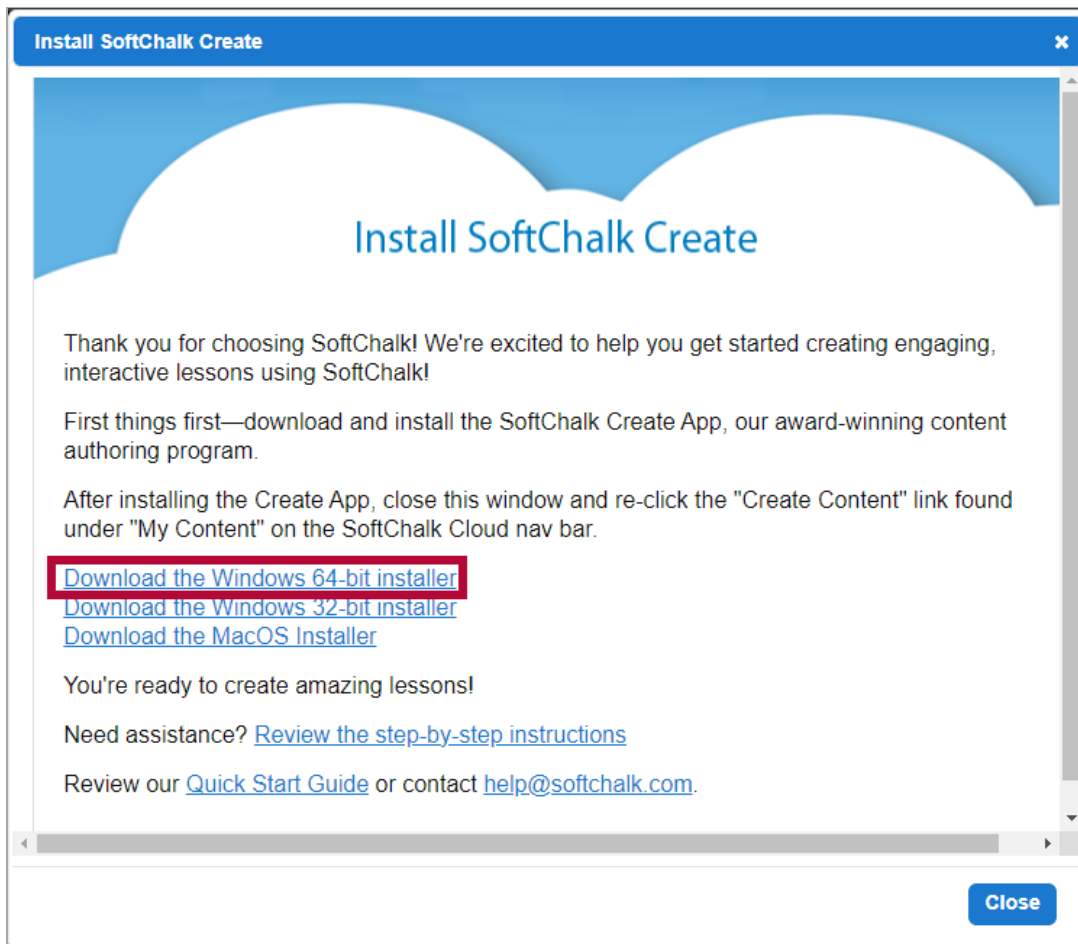 Install SoftChalk Create
Install SoftChalk Create
Thank you for choosing SoftChalk! We're excited to help you get started creating engaging,
interactive lessons using SoftChalk!
First things first—download and install the SoftChalk Create App, our award-winning content
authoring program.
After installing the Create App, close this window and re-click the "Create Content" link found
under "My Content" on the SoftChalk Cloud nav bar.
Download the Windows 64-bit installer
Download the Windows 32-bit installer
Download the MacOS Installer
You're ready to create amazing lessons!
Need assistance? Review the step-by-step instructions
Review our Quick Start Guide or contact help@softchalk.com.
Close